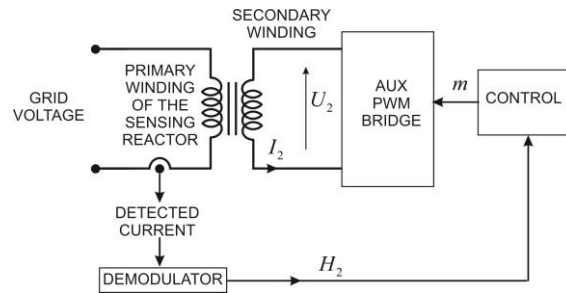 SECONDARY
WINDING
PRIMARY
WINDING
OF THE
SENSING
REACTOR
GRID
VOLTAGE
U₂
I₂
AUX
PWM
BRIDGE
m
CONTROL
DETECTED
CURRENT
DEMODULATOR
H₂